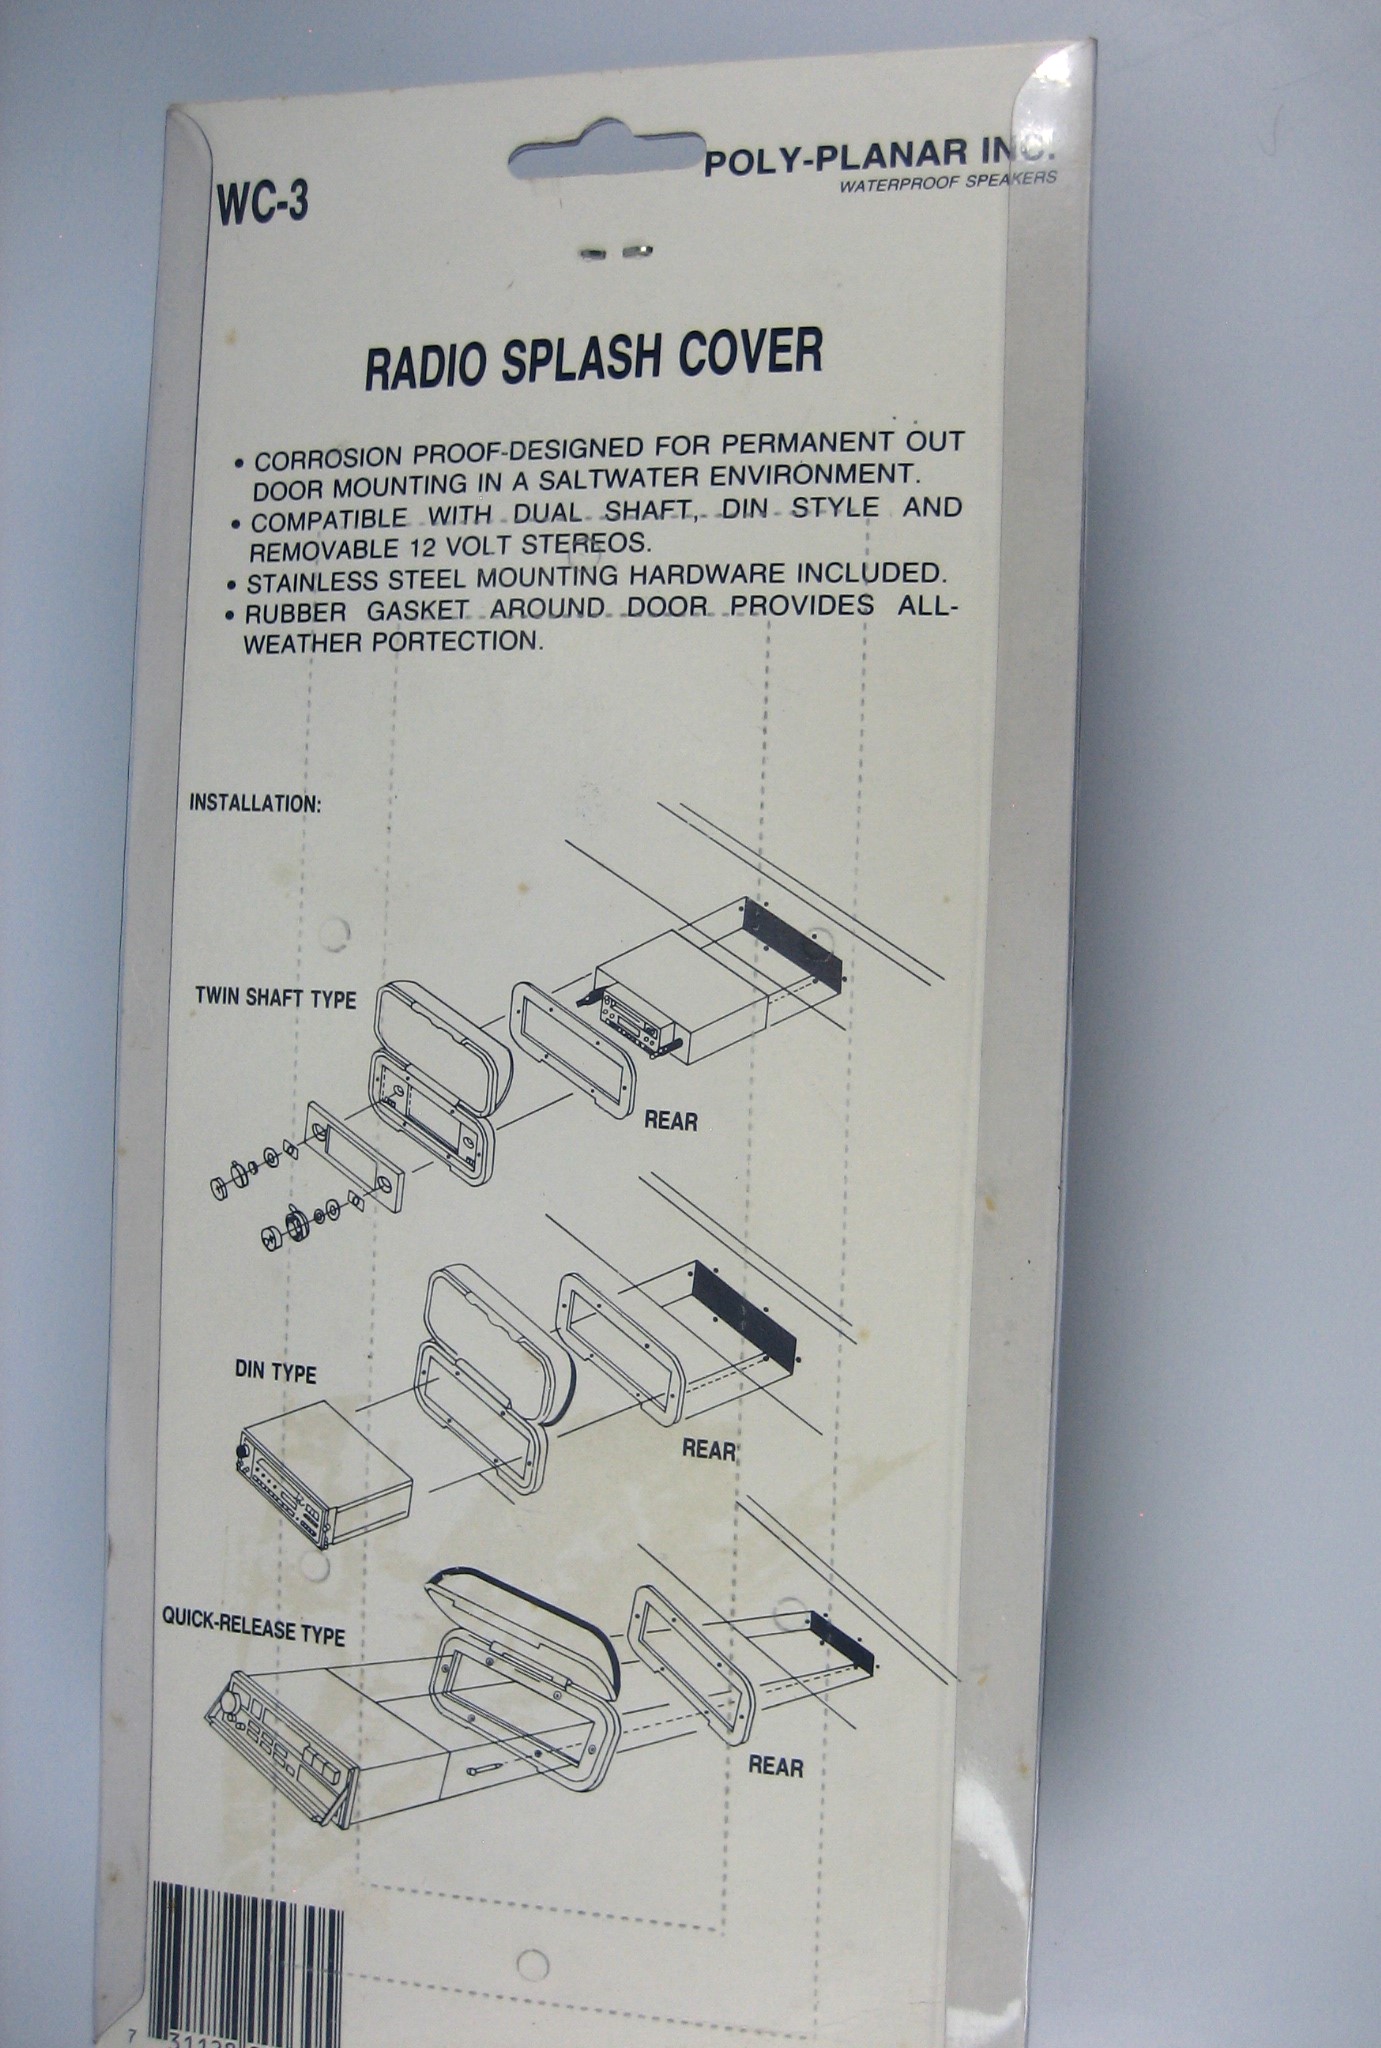 POLY-PLANAR INC.
WATERPROOF SPEAKERS
WC-3
RADIO SPLASH COVER
• CORROSION PROOF-DESIGNED FOR PERMANENT OUT
DOOR MOUNTING IN A SALTWATER ENVIRONMENT.
• COMPATIBLE WITH DUAL SHAFT, DIN STYLE AND
REMOVABLE 12 VOLT STEREOS.
• STAINLESS STEEL MOUNTING HARDWARE INCLUDED.
• RUBBER GASKET AROUND DOOR PROVIDES ALL-
WEATHER PORTECTION.
INSTALLATION:
TWIN SHAFT TYPE
REAR
DIN TYPE
REAR
QUICK-RELEASE TYPE
REAR
7